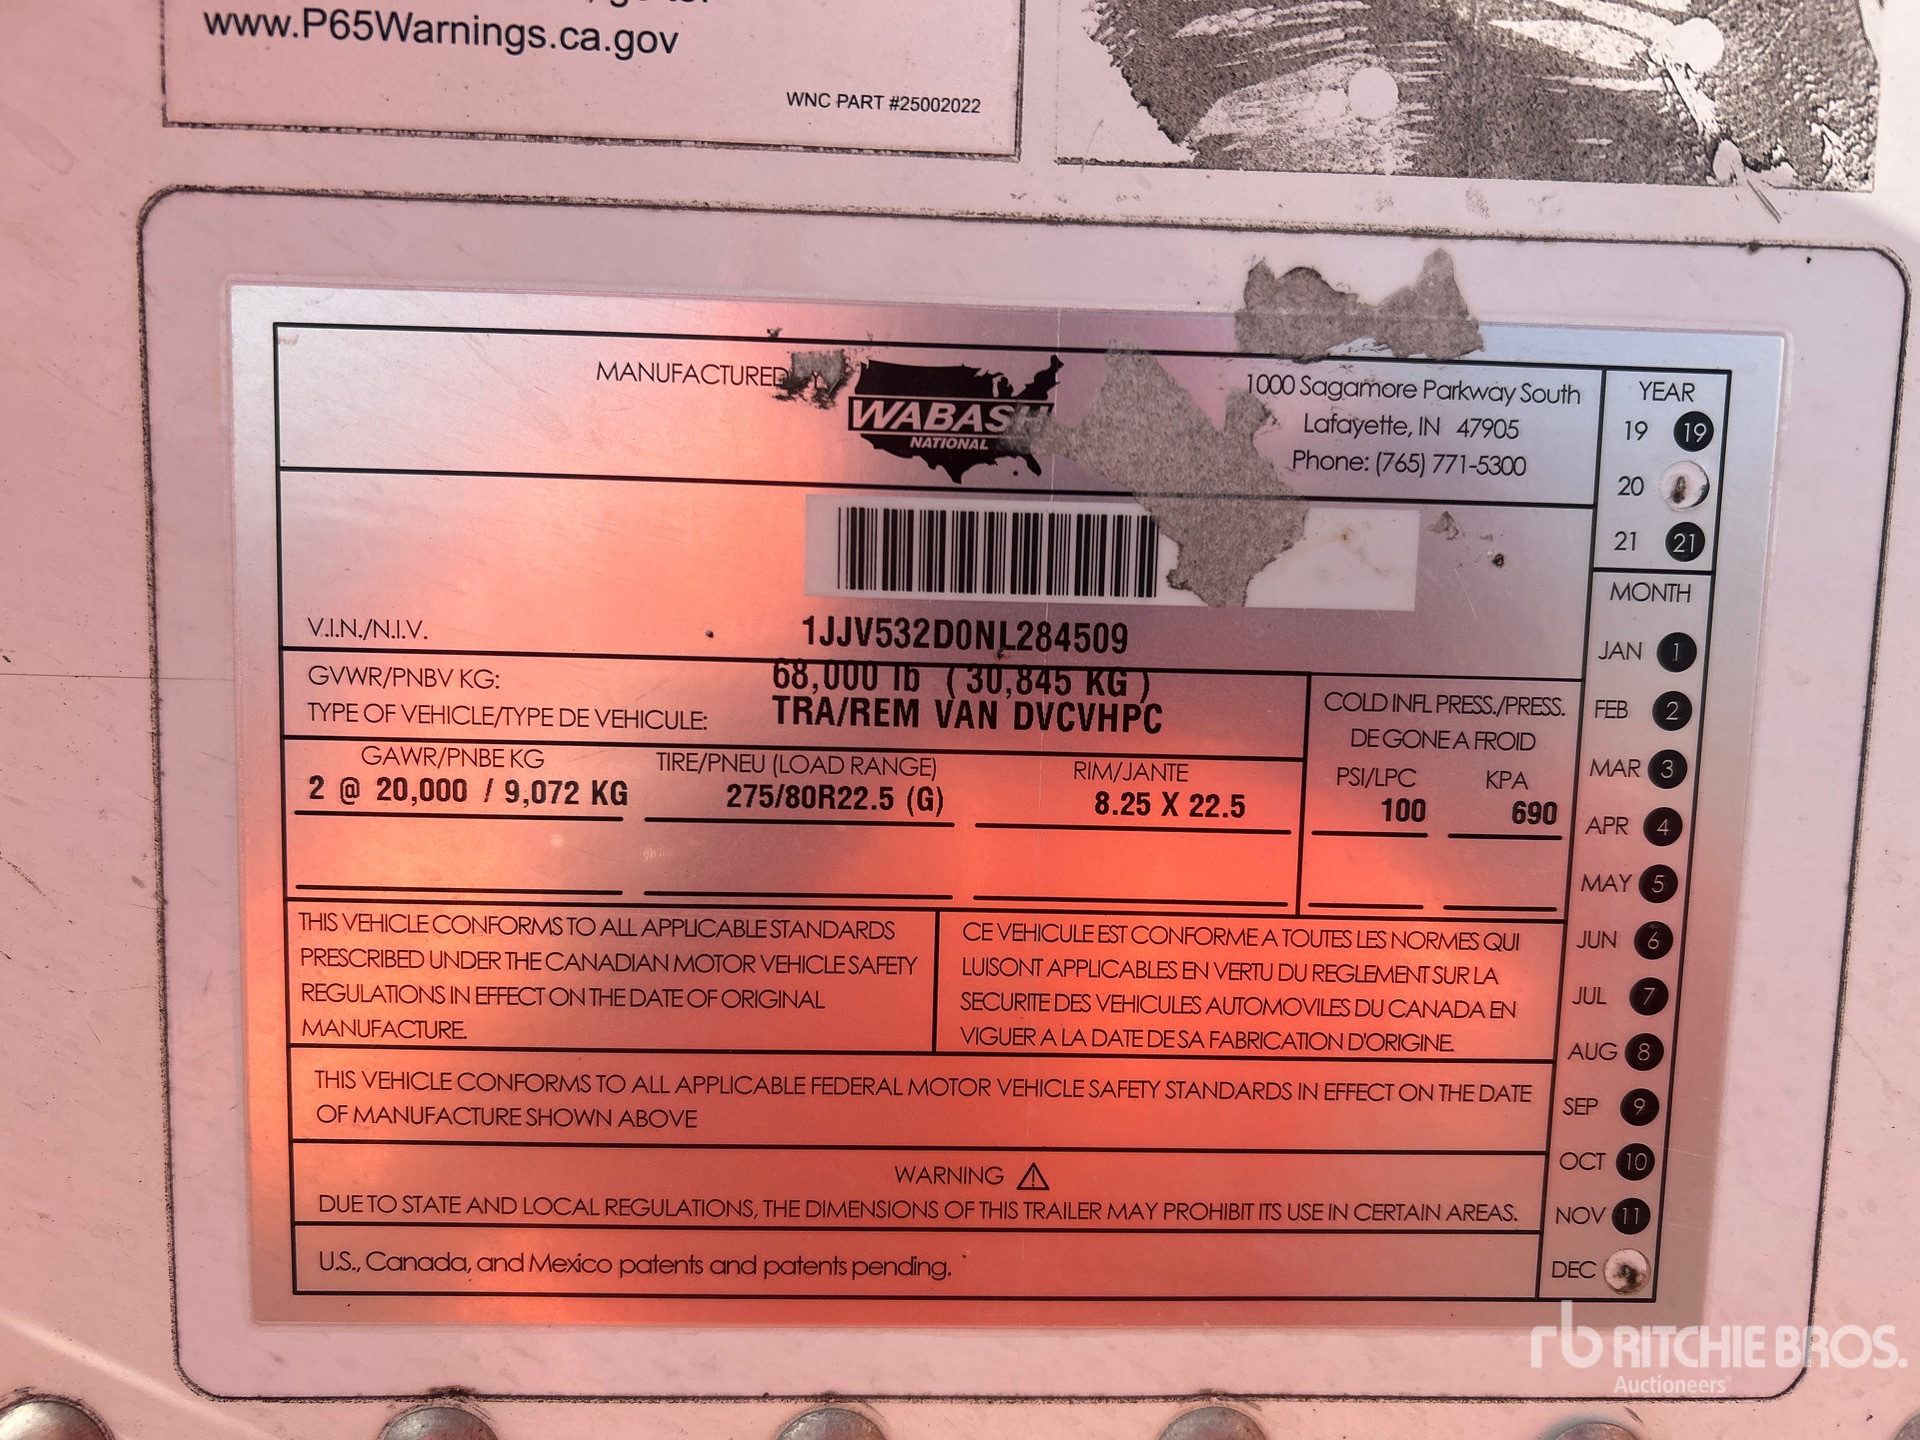 www.P65Warnings.ca.gov
WNC PART #25002022
MANUFACTURED
WABASH
NATIONAL
1000 Sagamore Parkway South
Lafayette, IN 47905
Phone: (765) 771-5300
V.I.N./N.I.V.
1JJV532D0NL284509
GVWR/PNBV KG:
68,000 lb ( 30,845 KG )
TYPE OF VEHICLE/TYPE DE VEHICULE:
TRA/REM VAN DVCVHPC
COLD INFL PRESS./PRESS.
DE GONE A FROID
GAWR/PNBE KG
TIRE/PNEU (LOAD RANGE)
RIM/JANTE
PSI/LPC
KPA
2 @ 20,000 / 9,072 KG
275/80R22.5 (G)
8.25 X 22.5
100
690
THIS VEHICLE CONFORMS TO ALL APPLICABLE STANDARDS
PRESCRIBED UNDER THE CANADIAN MOTOR VEHICLE SAFETY
REGULATIONS IN EFFECT ON THE DATE OF ORIGINAL
MANUFACTURE.
CE VEHICULE EST CONFORME A TOUTES LES NORMES QUI
LUISONT APPLICABLES EN VERTU DU REGLEMENT SUR LA
SECURITE DES VEHICULES AUTOMOVILES DU CANADA EN
VIGUER A LA DATE DE SA FABRICATION D'ORIGINE.
THIS VEHICLE CONFORMS TO ALL APPLICABLE FEDERAL MOTOR VEHICLE SAFETY STANDARDS IN EFFECT ON THE DATE
OF MANUFACTURE SHOWN ABOVE
WARNING
DUE TO STATE AND LOCAL REGULATIONS, THE DIMENSIONS OF THIS TRAILER MAY PROHIBIT ITS USE IN CERTAIN AREAS.
U.S., Canada, and Mexico patents and patents pending.
YEAR
19 19
20
21 21
MONTH
JAN 1
FEB 2
MAR 3
APR 4
MAY 5
JUN 6
JUL 7
AUG 8
SEP 9
OCT 10
NOV 11
DEC
rb RITCHIE BROS.
Auctioneers